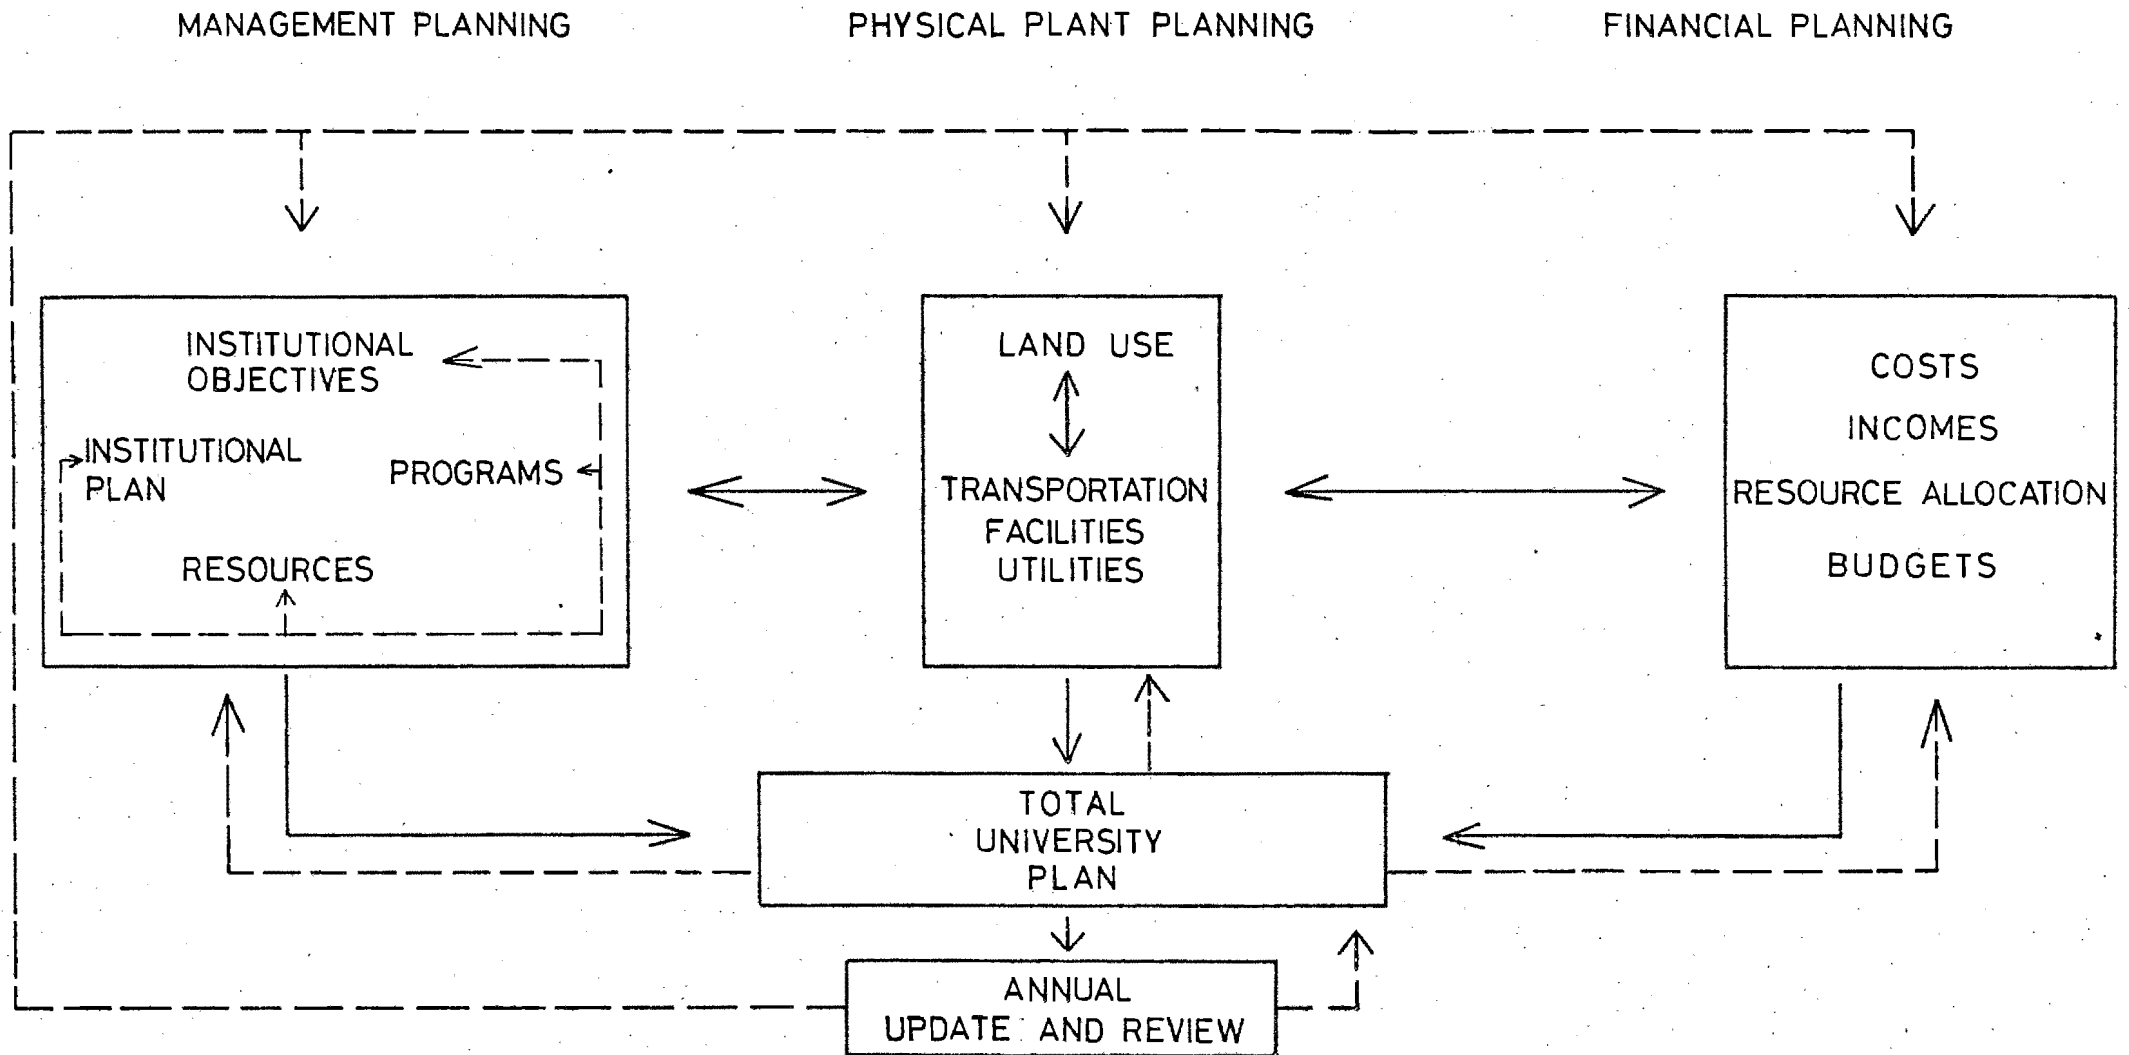 MANAGEMENT PLANNING
PHYSICAL PLANT PLANNING
FINANCIAL PLANNING
INSTITUTIONAL
OBJECTIVES
INSTITUTIONAL
PLAN
PROGRAMS
RESOURCES
LAND USE
TRANSPORTATION
FACILITIES
UTILITIES
COSTS
INCOMES
RESOURCE ALLOCATION
BUDGETS
TOTAL
UNIVERSITY
PLAN
ANNUAL
UPDATE AND REVIEW